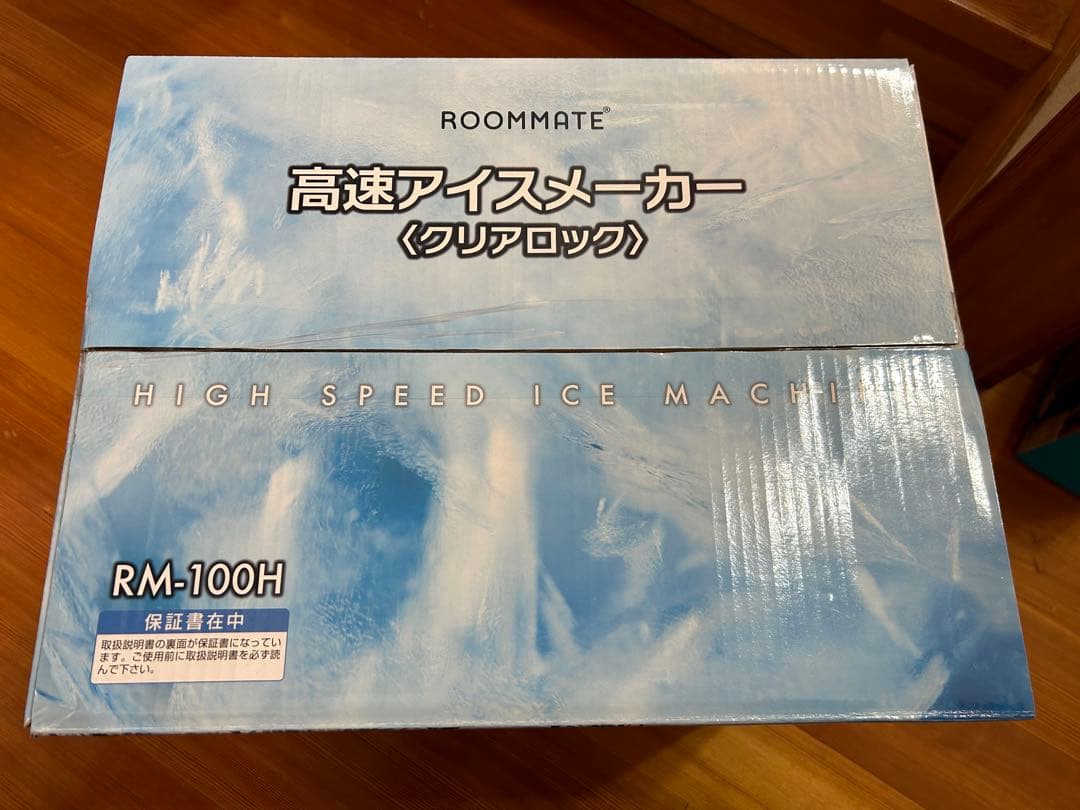 ROOMMATE®
高速アイスメーカー
〈クリアロック〉
HIGH SPEED ICE
RM-100H
保証書在中
取扱説明書の裏面が保証書になってい
ます。ご使用前に取扱説明書を必ず読
んで下さい。